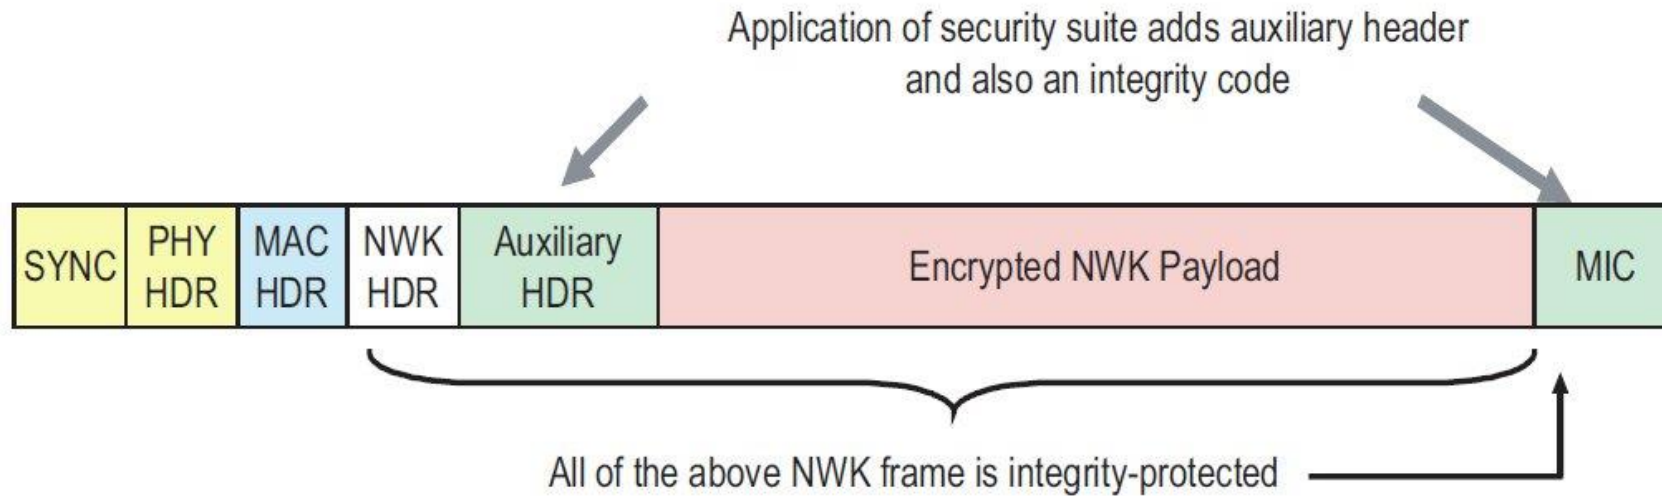 Application of security suite adds auxiliary header
and also an integrity code
SYNC
PHY
HDR
MAC
HDR
NWK
HDR
Auxiliary
HDR
Encrypted NWK Payload
MIC
All of the above NWK frame is integrity-protected